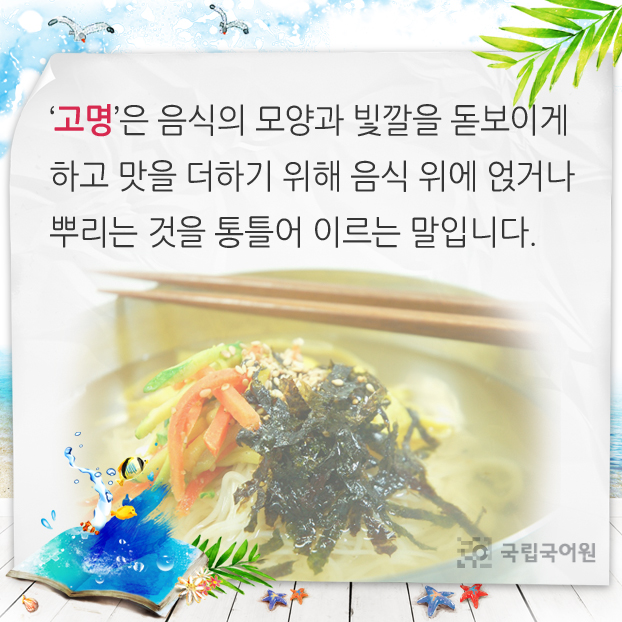 ‘고명’은 음식의 모양과 빛깔을 돋보이게
하고 맛을 더하기 위해 음식 위에 얹거나
뿌리는 것을 통틀어 이르는 말입니다.
국립국어원